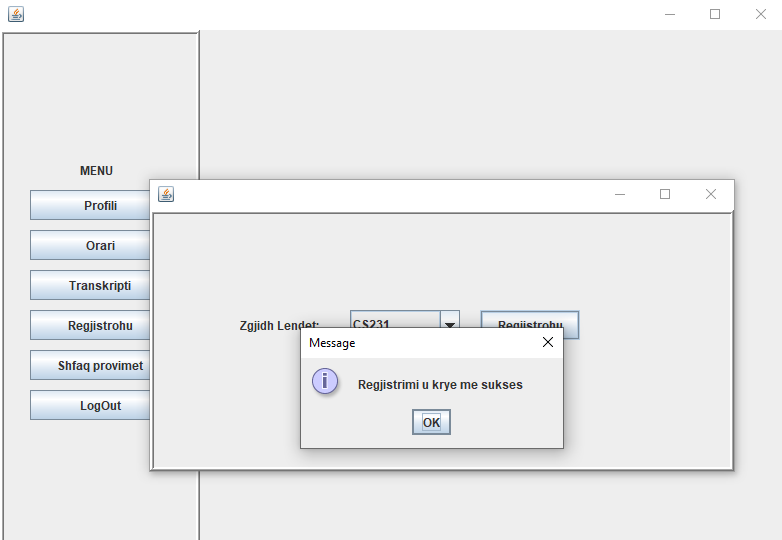 MENU
Profili
Orari
Transkripti
Regjistrohu
Shfaq provimet
LogOut
Zgjidh Lendet:
CS231
Regjistrohu
Message
Regjistrimi u krye me sukses
OK